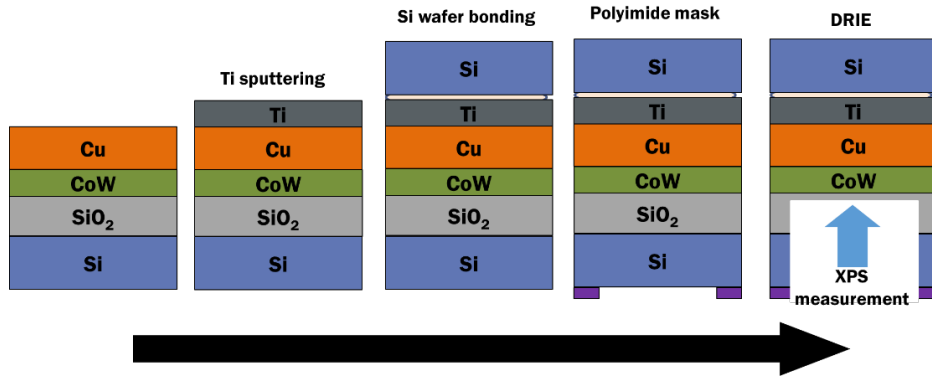 Si wafer bonding
Polyimide mask
DRIE
Ti sputtering
Cu
CoW
SiO₂
Si
Ti
Cu
CoW
SiO₂
Si
Si
Ti
Cu
CoW
SiO₂
Si
Si
Ti
Cu
CoW
SiO₂
Si
Si
Ti
Cu
CoW
XPS
measurement